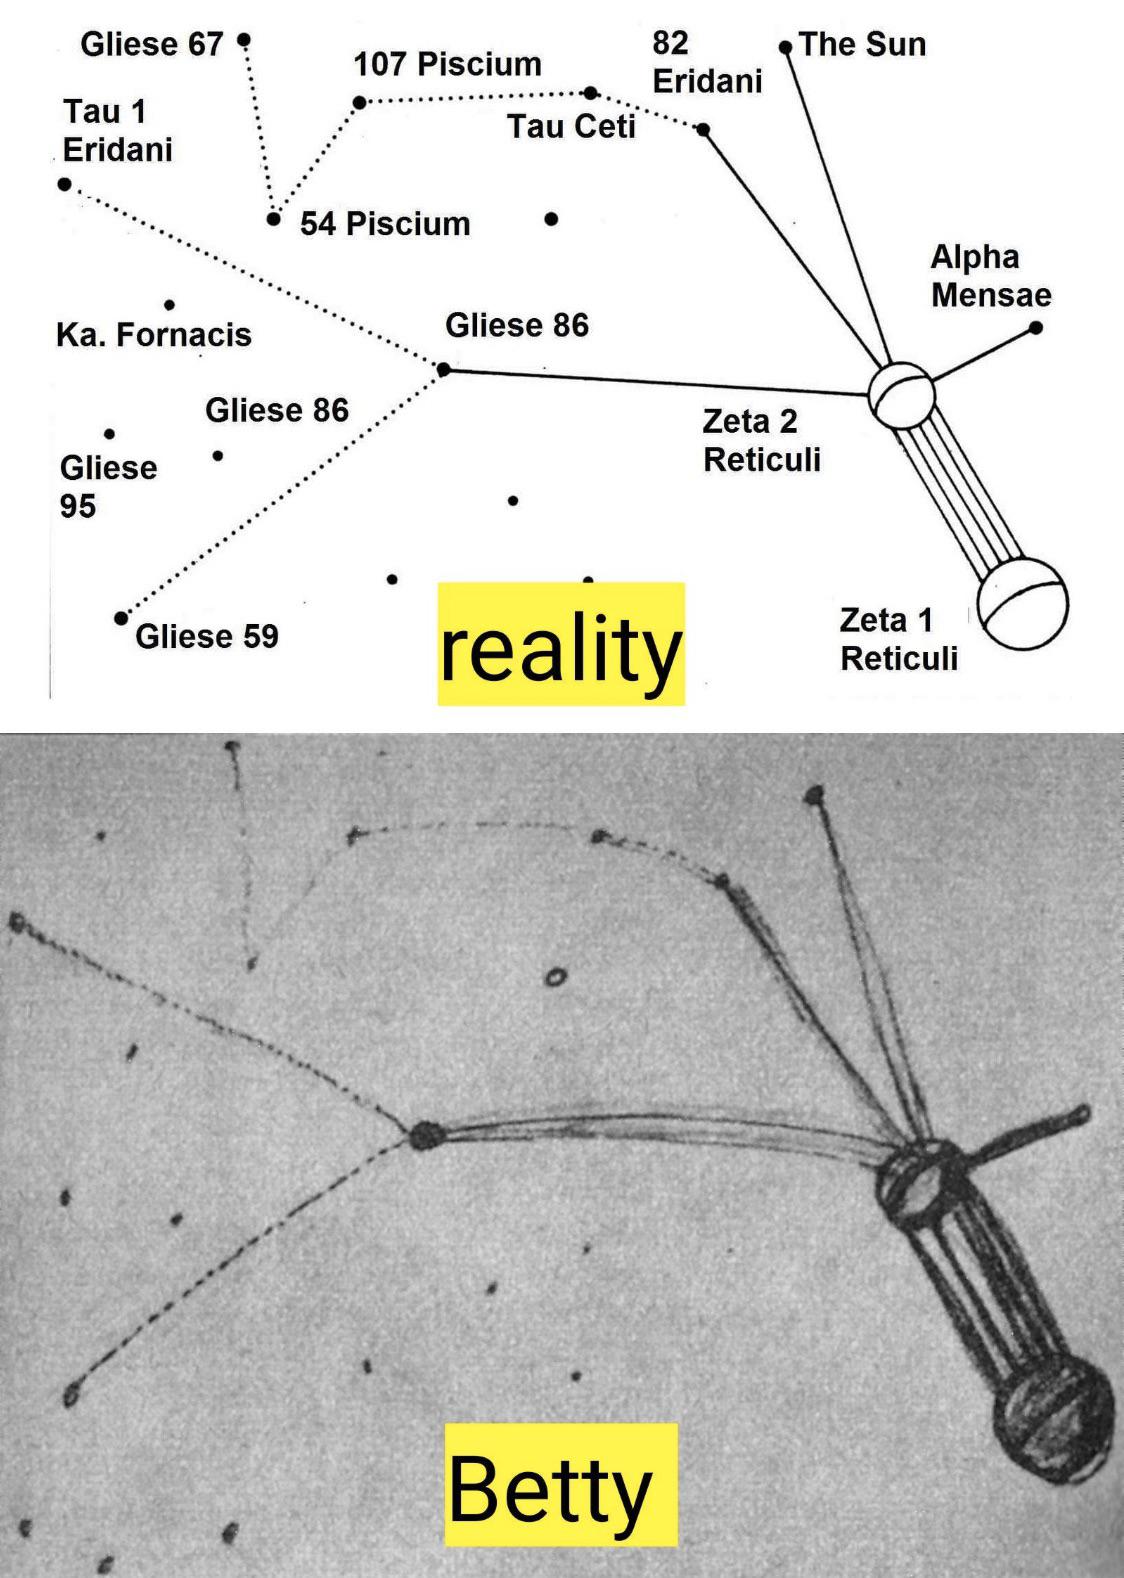 Gliese 67
107 Piscium
82
Eridani
The Sun
Tau 1
Eridani
Tau Ceti
54 Piscium
Alpha
Mensae
Ka. Fornacis
Gliese 86
Gliese 86
Zeta 2
Reticuli
Gliese
95
Gliese 59
reality
Zeta 1
Reticuli
Betty